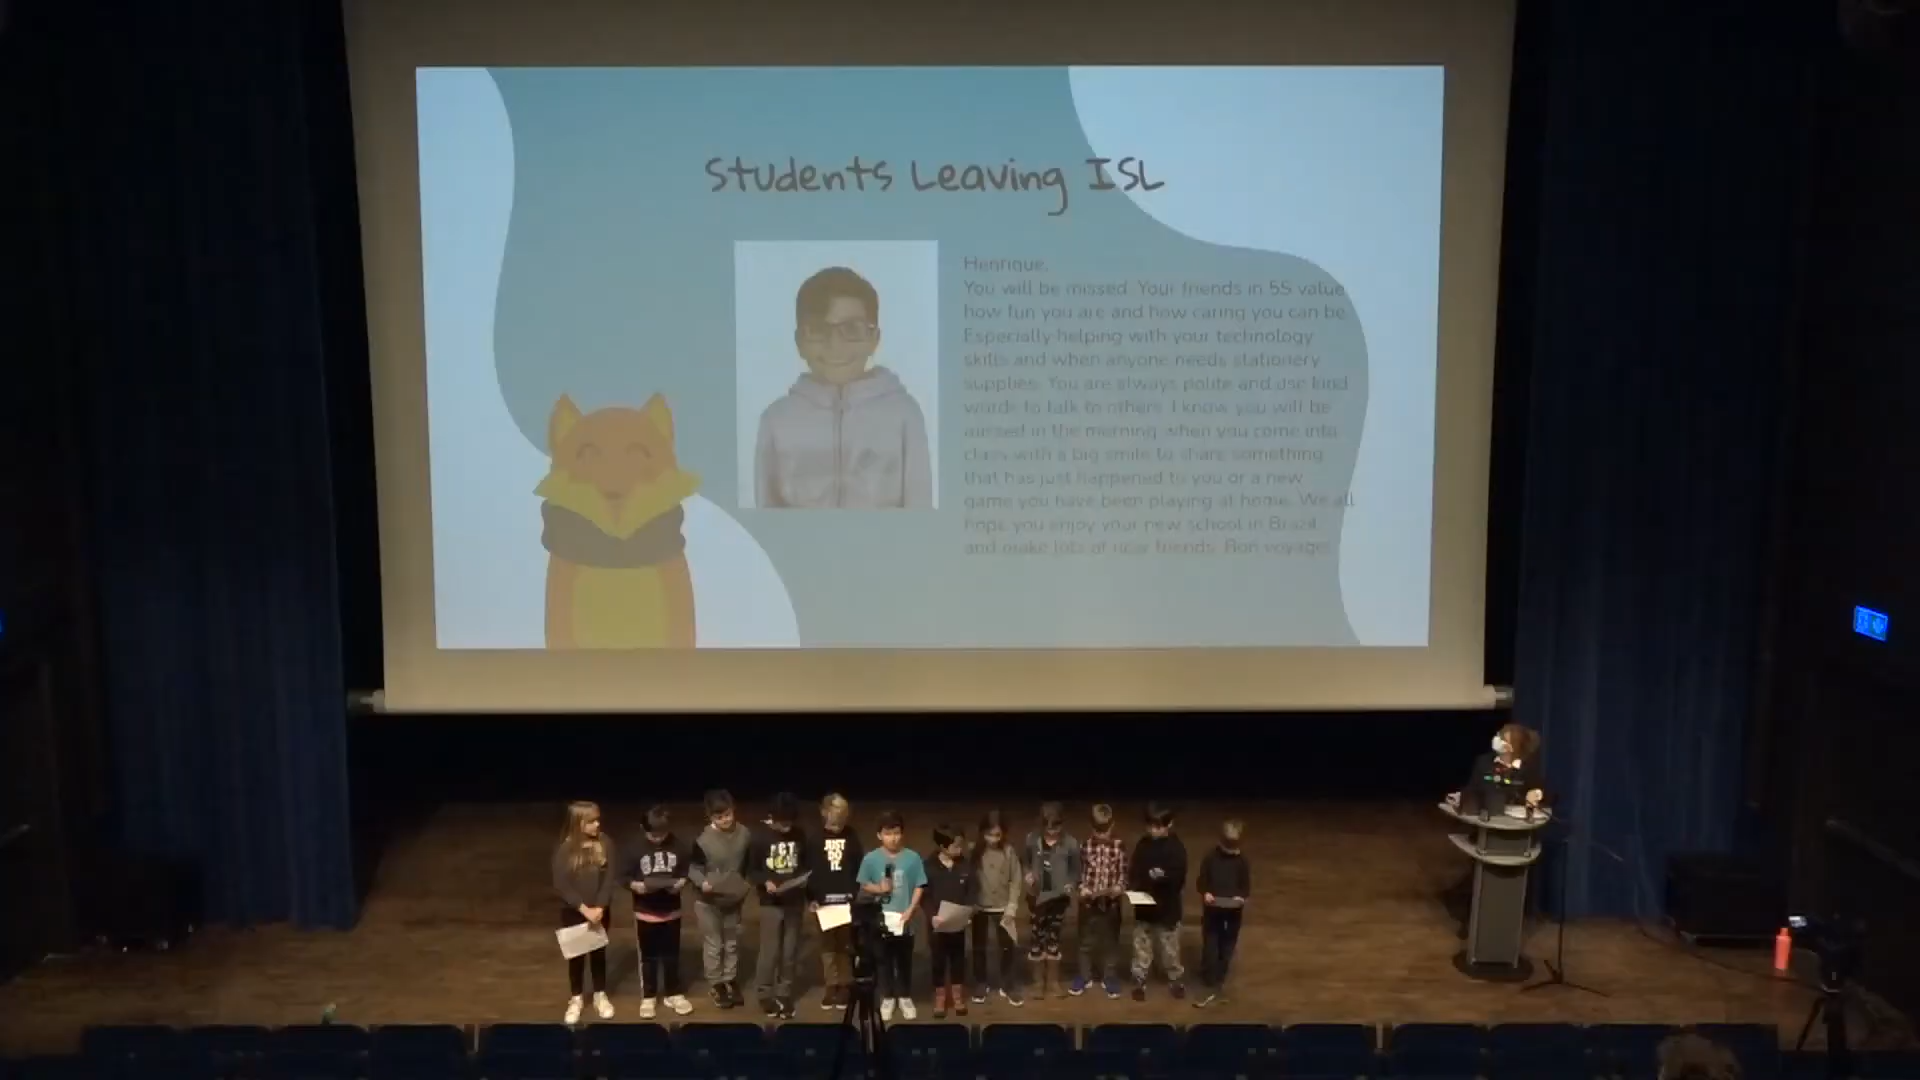 Students Leaving ISL
Henrique,
You will be missed. Your friends in 5S value
how fun you are and how caring you can be.
Especially helping with your technology
skills and when anyone needs stationery
supplies. You are always polite and use kind
words to talk to others. I know you will be
missed in the morning when you come into
class with a big smile to share something
that has just happened to you or a new
game you have been playing at home. We all
hope you enjoy your new school in Brazil
and make lots of new friends. Bon voyage!
GAP
JUST
DO
IT.